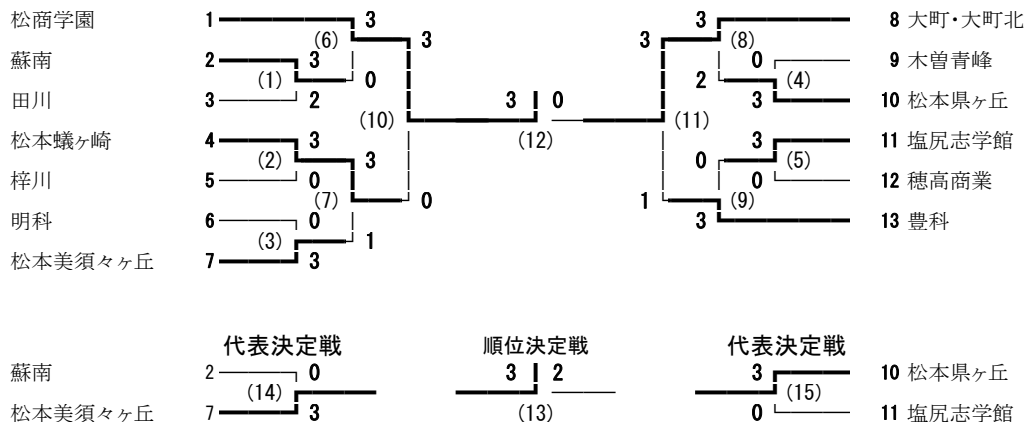 松商学園 1 3 3 8 大町・大町北
(6) 3 3 (8)
蘇南 2 3 0 9 木曽青峰
(1) 0 2 (4)
田川 3 2 3 0 3 10 松本県ヶ丘
(10) (12) (11)
松本蟻ヶ崎 4 3 3 11 塩尻志学館
(2) 3 0 (5)
梓川 5 0 0 12 穂高商業
(7) 0 1 (9)
明科 6 0 3 13 豊科
(3) 1
松本美須々ヶ丘 7 3
代表決定戦 順位決定戦 代表決定戦
蘇南 2 0 3 2 3 10 松本県ヶ丘
(14) (13) (15)
松本美須々ヶ丘 7 3 0 11 塩尻志学館